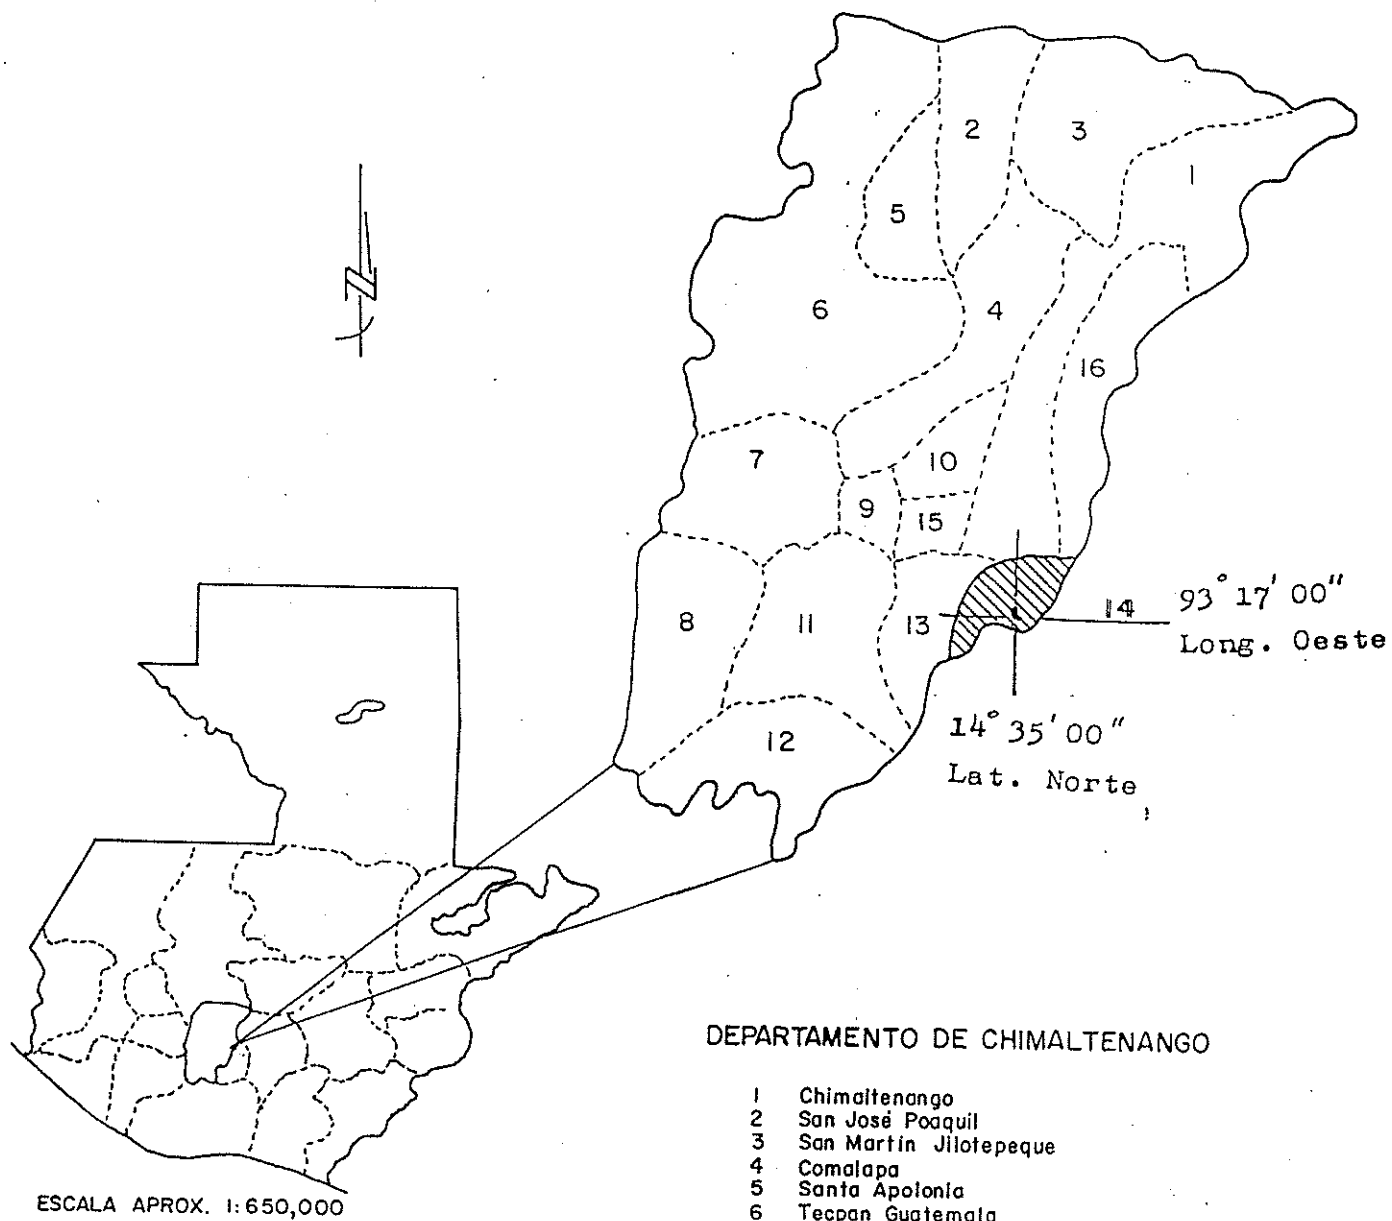 2
3
1
5
6
4
16
7
10
9
15
8
11
13
14
12
N
93° 17' 00"
Long. Oeste
14° 35' 00"
Lat. Norte
DEPARTAMENTO DE CHIMALTENANGO
1 Chimaltenango
2 San José Poaquil
3 San Martín Jilotepeque
4 Comalapa
5 Santa Apolonia
6 Tecpan Guatemala
ESCALA APROX. 1:650,000